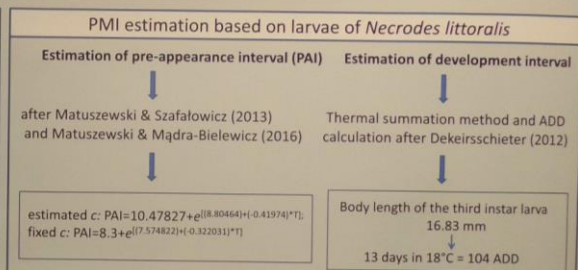 PMI estimation based on larvae of Necrodes littoralis
Estimation of pre-appearance interval (PAI)
after Matuszewski & Szafałowicz (2013)
and Matuszewski & Mądra-Bielewicz (2016)
estimated c: PAI=10.47827+e[(8.80464)+(-0.41974)*T];
fixed c: PAI=8.3+e[(7.574822)+(-0.322031)*T]
Estimation of development interval
Thermal summation method and ADD
calculation after Dekeirsschieter (2012)
Body length of the third instar larva
16.83 mm
13 days in 18°C = 104 ADD